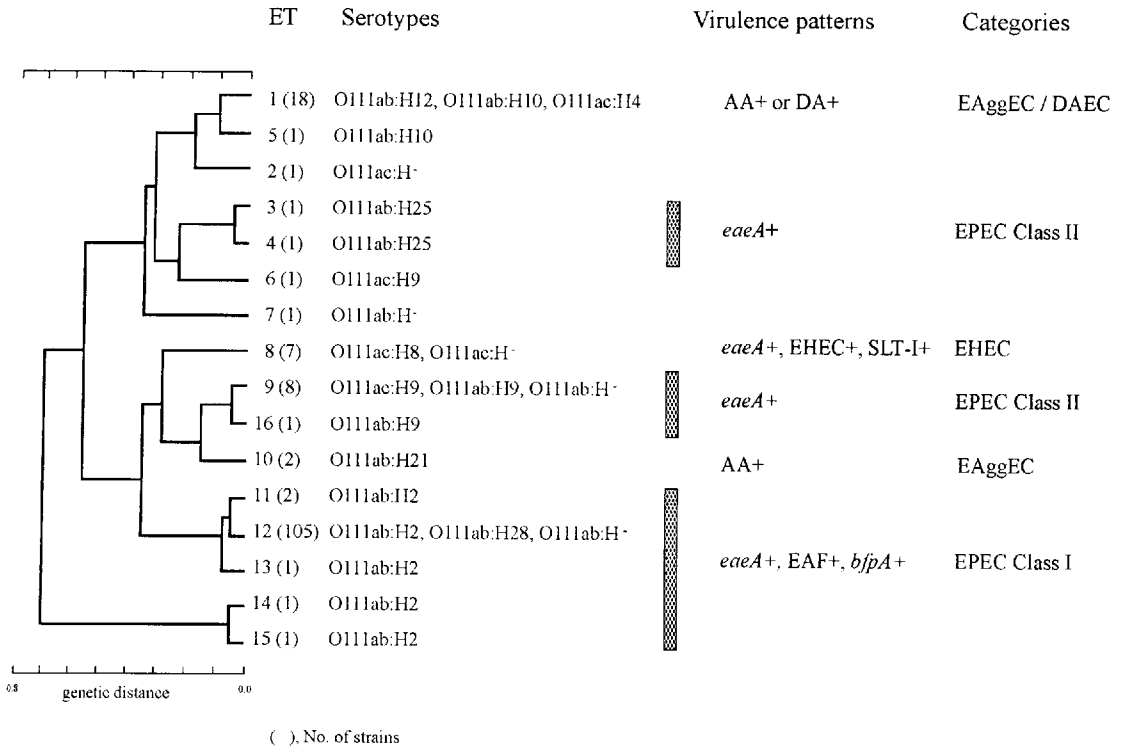 ET Serotypes Virulence patterns Categories
1 (18) O111ab:H12, O111ab:H10, O111ac:H4 AA+ or DA+ EAggEC / DAEC
5 (1) O111ab:H10
2 (1) O111ac:H-
3 (1) O111ab:H25
eaeA+ EPEC Class II
4 (1) O111ab:H25
6 (1) O111ac:H9
7 (1) O111ab:H-
8 (7) O111ac:H8, O111ac:H- eaeA+, EHEC+, SLT-I+ EHEC
9 (8) O111ac:H9, O111ab:H9, O111ab:H-
eaeA+ EPEC Class II
16 (1) O111ab:H9
10 (2) O111ab:H21 AA+ EAggEC
11 (2) O111ab:H2
12 (105) O111ab:H2, O111ab:H28, O111ab:H-
eaeA+, EAF+, bfpA+ EPEC Class I
13 (1) O111ab:H2
14 (1) O111ab:H2
15 (1) O111ab:H2
0.8 genetic distance 0.0
( ), No. of strains